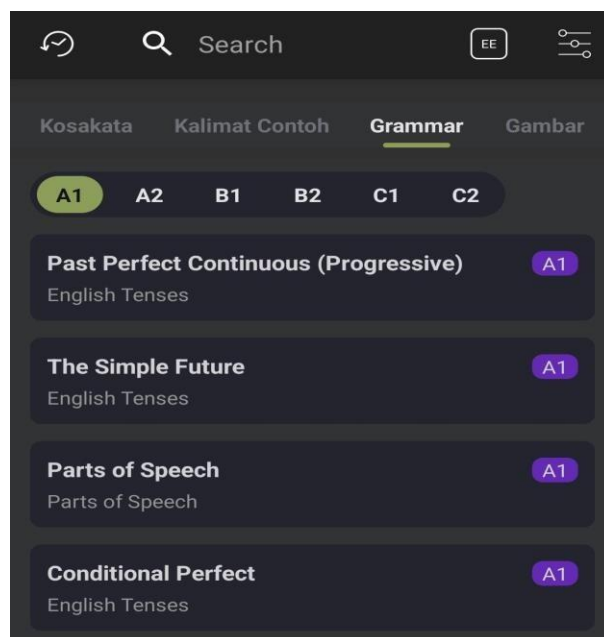 Search EE
Kosakata Kalimat Contoh Grammar Gambar
A1 A2 B1 B2 C1 C2
Past Perfect Continuous (Progressive) A1
English Tenses
The Simple Future A1
English Tenses
Parts of Speech A1
Parts of Speech
Conditional Perfect A1
English Tenses